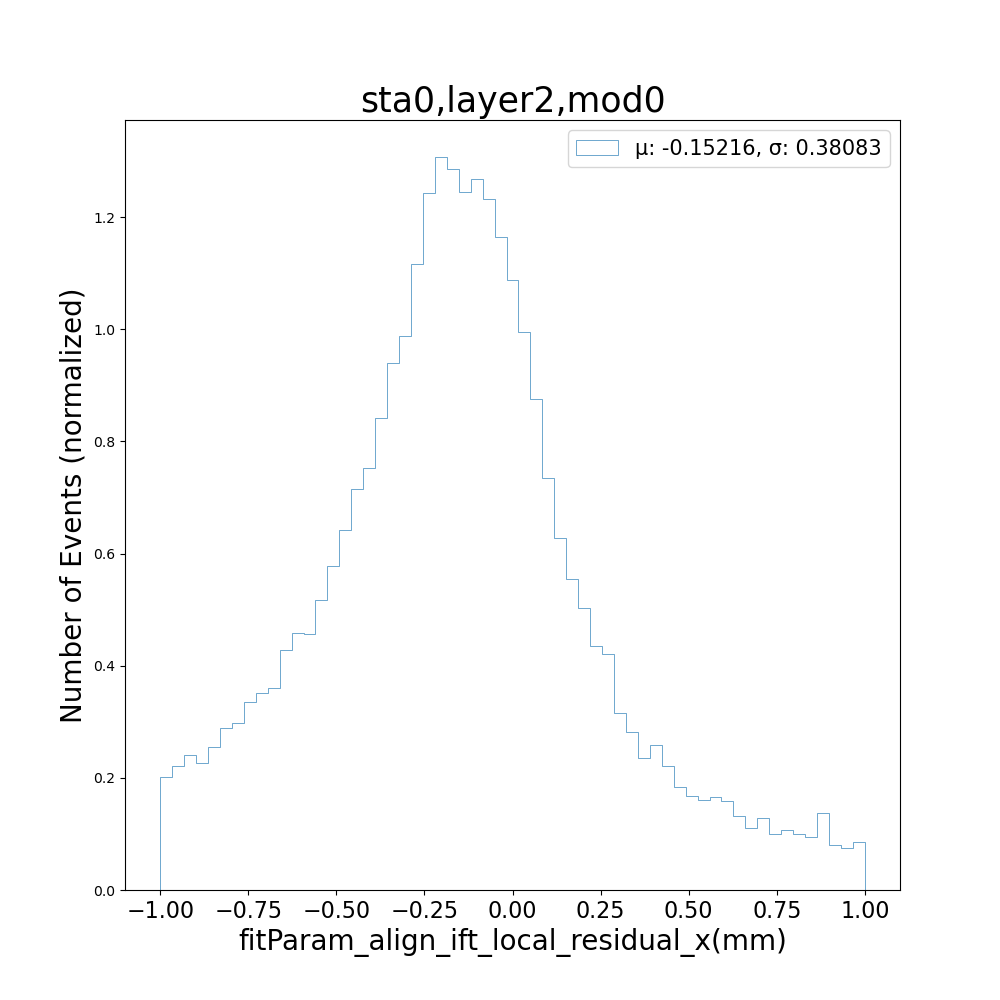 sta0,layer2,mod0
μ: -0.15216, σ: 0.38083
Number of Events (normalized)
1.2
1.0
0.8
0.6
0.4
0.2
0.0
−1.00 −0.75 −0.50 −0.25 0.00 0.25 0.50 0.75 1.00
fitParam_align_ift_local_residual_x(mm)